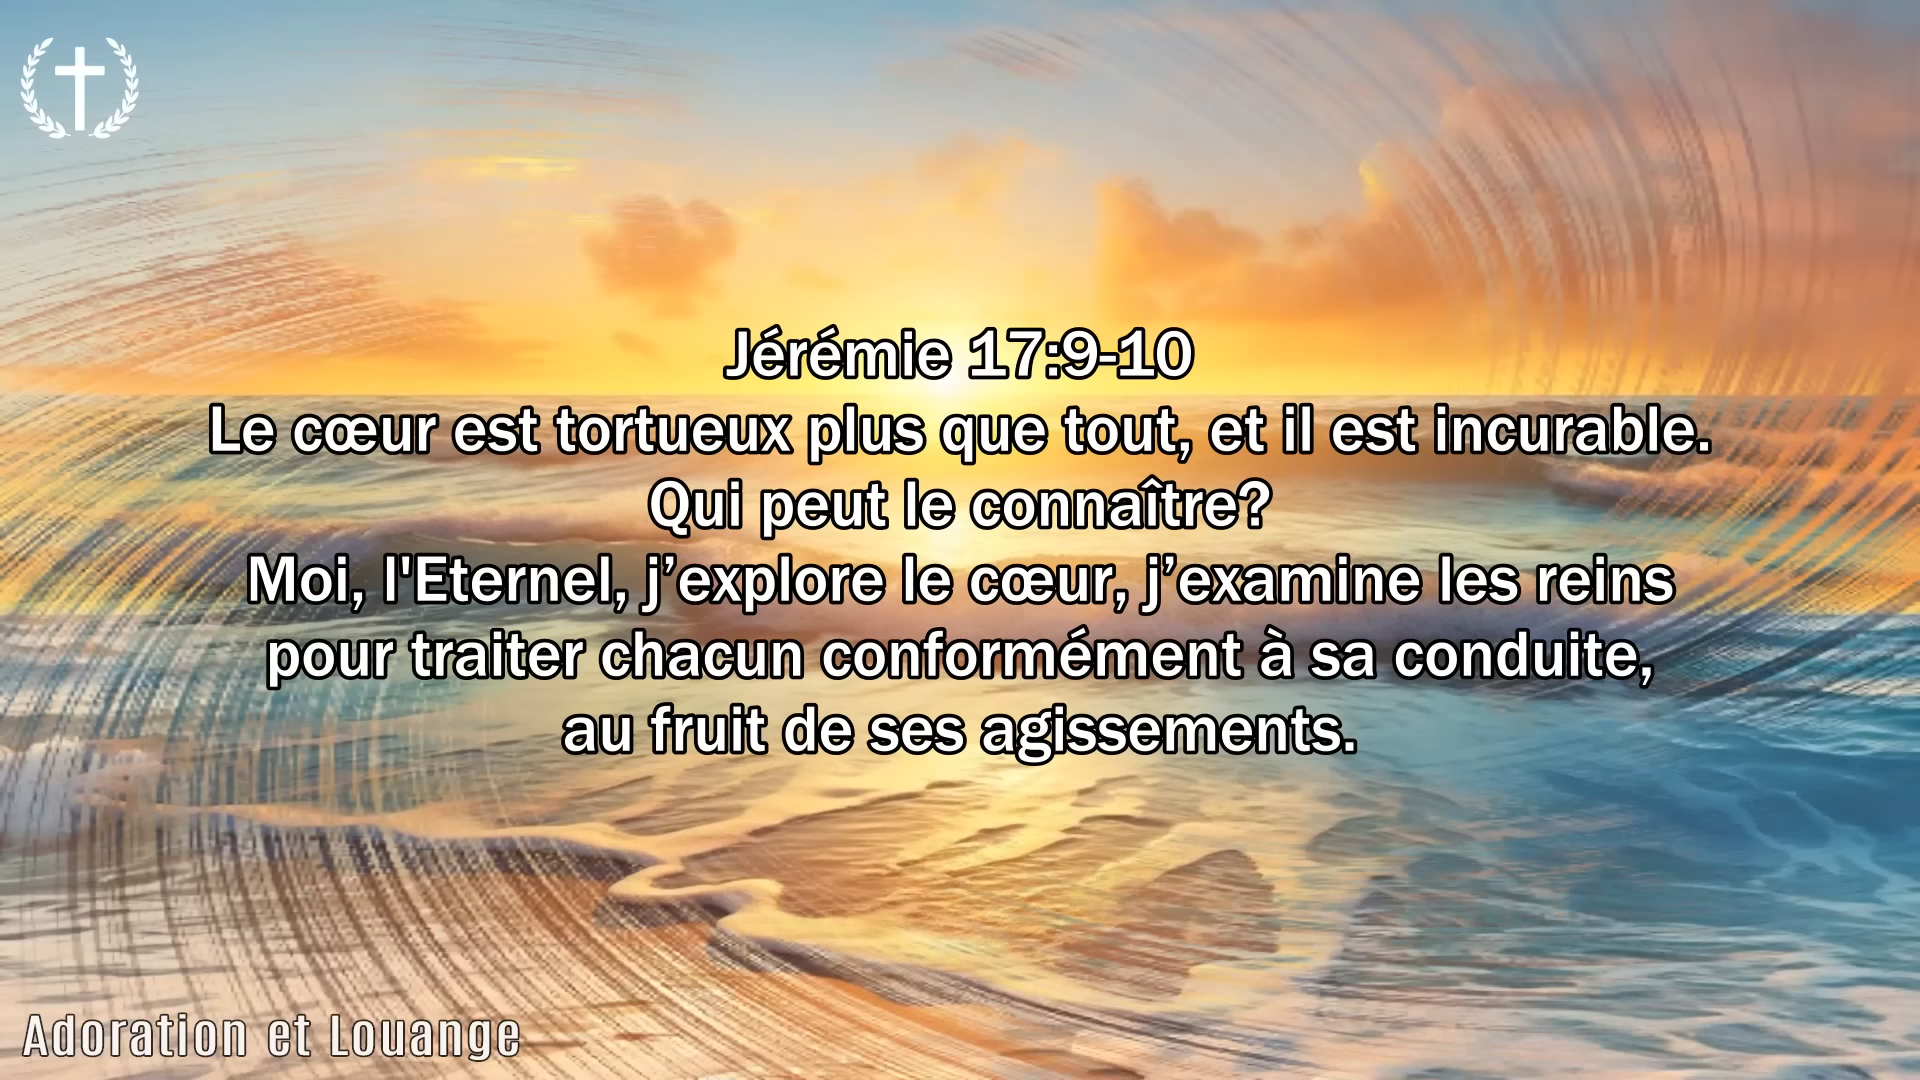 Jérémie 17:9-10
Le cœur est tortueux plus que tout, et il est incurable.
Qui peut le connaître?
Moi, l'Eternel, j’explore le cœur, j’examine les reins
pour traiter chacun conformément à sa conduite,
au fruit de ses agissements.
Adoration et Louange